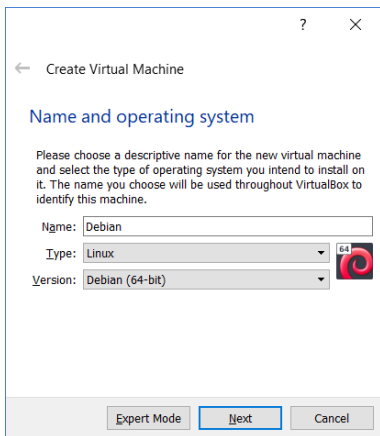 ?
Create Virtual Machine
Name and operating system
Please choose a descriptive name for the new virtual machine
and select the type of operating system you intend to install on
it. The name you choose will be used throughout VirtualBox to
identify this machine.
Name: Debian
Type: Linux
64
Version: Debian (64-bit)
Expert Mode Next Cancel